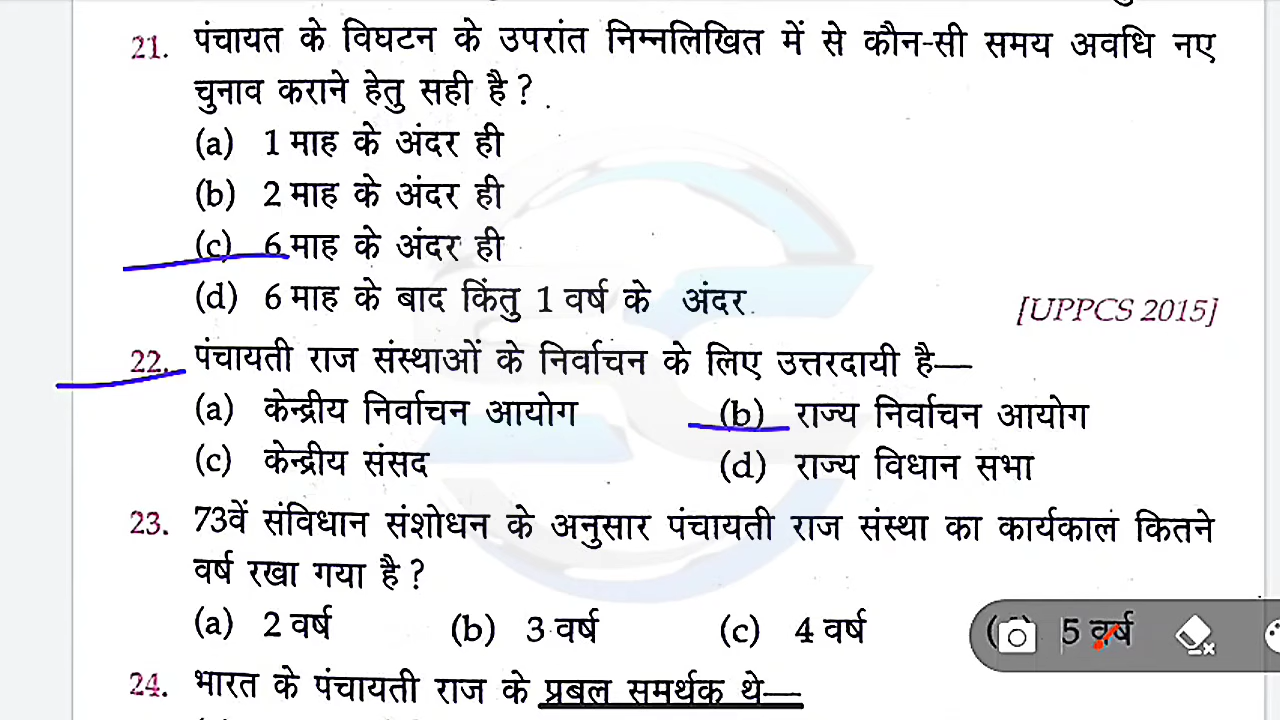 21. पंचायत के विघटन के उपरांत निम्नलिखित में से कौन-सी समय अवधि नए
चुनाव कराने हेतु सही है ?
(a) 1 माह के अंदर ही
(b) 2 माह के अंदर ही
(c) 6 माह के अंदर ही
(d) 6 माह के बाद किंतु 1 वर्ष के अंदर
[UPPCS 2015]
22. पंचायती राज संस्थाओं के निर्वाचन के लिए उत्तरदायी है—
(a) केन्द्रीय निर्वाचन आयोग (b) राज्य निर्वाचन आयोग
(c) केन्द्रीय संसद (d) राज्य विधान सभा
23. 73वें संविधान संशोधन के अनुसार पंचायती राज संस्था का कार्यकाल कितने
वर्ष रखा गया है ?
(a) 2 वर्ष (b) 3 वर्ष (c) 4 वर्ष 5 वर्ष
24. भारत के पंचायती राज के प्रबल समर्थक थे—